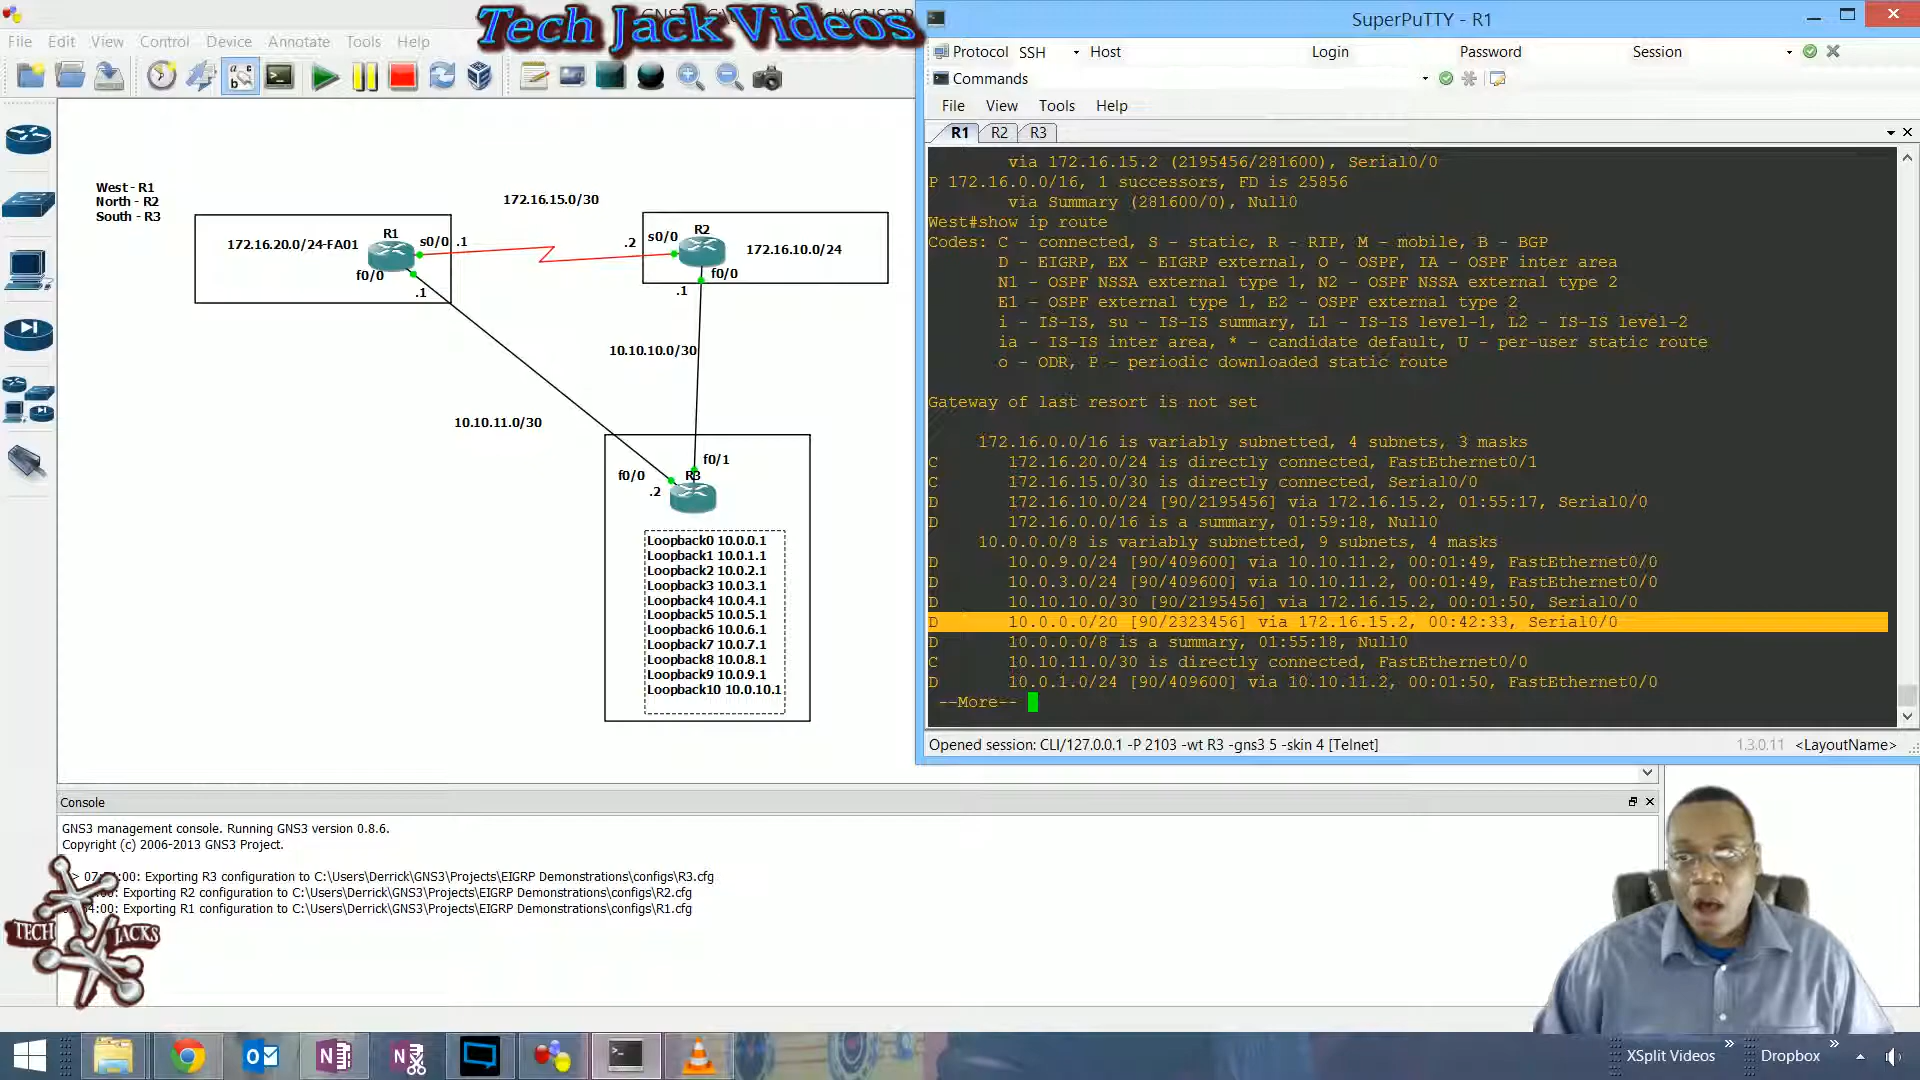 Tech Jack Videos
File Edit View Control Device Annotate Tools Help
West - R1
North - R2
South - R3
172.16.15.0/30
172.16.20.0/24-FA01
R1
s0/0
.1
f0/0
.1
.2
s0/0
R2
172.16.10.0/24
f0/0
.1
10.10.10.0/30
10.10.11.0/30
f0/1
f0/0
R3
.2
Loopback0 10.0.0.1
Loopback1 10.0.1.1
Loopback2 10.0.2.1
Loopback3 10.0.3.1
Loopback4 10.0.4.1
Loopback5 10.0.5.1
Loopback6 10.0.6.1
Loopback7 10.0.7.1
Loopback8 10.0.8.1
Loopback9 10.0.9.1
Loopback10 10.0.10.1
SuperPuTTY - R1
Protocol SSH Host Login Password Session
Commands
File View Tools Help
R1 R2 R3
via 172.16.15.2 (2195456/281600), Serial0/0
P 172.16.0.0/16, 1 successors, FD is 25856
via Summary (281600/0), Null0
West#show ip route
Codes: C - connected, S - static, R - RIP, M - mobile, B - BGP
D - EIGRP, EX - EIGRP external, O - OSPF, IA - OSPF inter area
N1 - OSPF NSSA external type 1, N2 - OSPF NSSA external type 2
E1 - OSPF external type 1, E2 - OSPF external type 2
i - IS-IS, su - IS-IS summary, L1 - IS-IS level-1, L2 - IS-IS level-2
ia - IS-IS inter area, * - candidate default, U - per-user static route
o - ODR, P - periodic downloaded static route
Gateway of last resort is not set
172.16.0.0/16 is variably subnetted, 4 subnets, 3 masks
C 172.16.20.0/24 is directly connected, FastEthernet0/1
C 172.16.15.0/30 is directly connected, Serial0/0
D 172.16.10.0/24 [90/2195456] via 172.16.15.2, 01:55:17, Serial0/0
D 172.16.0.0/16 is a summary, 01:59:18, Null0
10.0.0.0/8 is variably subnetted, 9 subnets, 4 masks
D 10.0.9.0/24 [90/409600] via 10.10.11.2, 00:01:49, FastEthernet0/0
D 10.0.3.0/24 [90/409600] via 10.10.11.2, 00:01:49, FastEthernet0/0
D 10.10.10.0/30 [90/2195456] via 172.16.15.2, 00:01:50, Serial0/0
D 10.0.0.0/20 [90/2323456] via 172.16.15.2, 00:42:33, Serial0/0
D 10.0.0.0/8 is a summary, 01:55:18, Null0
C 10.10.11.0/30 is directly connected, FastEthernet0/0
D 10.0.1.0/24 [90/409600] via 10.10.11.2, 00:01:50, FastEthernet0/0
--More--
Opened session: CLI/127.0.0.1 -P 2103 -wt R3 -gns3 5 -skin 4 [Telnet]
1.3.0.11 <LayoutName>
Console
GNS3 management console. Running GNS3 version 0.8.6.
Copyright (c) 2006-2013 GNS3 Project.
:00: Exporting R3 configuration to C:\Users\Derrick\GNS3\Projects\EIGRP Demonstrations\configs\R3.cfg
:00: Exporting R2 configuration to C:\Users\Derrick\GNS3\Projects\EIGRP Demonstrations\configs\R2.cfg
:00: Exporting R1 configuration to C:\Users\Derrick\GNS3\Projects\EIGRP Demonstrations\configs\R1.cfg
TECH JACKS
XSplit Videos
Dropbox